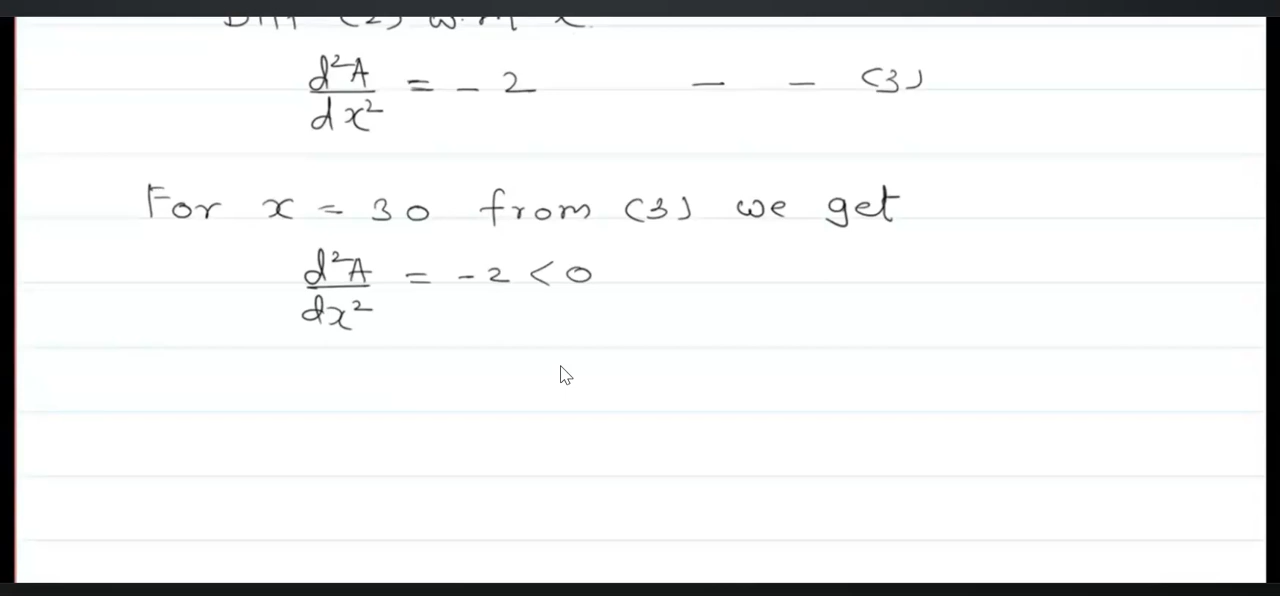 d²A/dx² = - 2 - - (3)
For x = 30 from (3) we get
d²A/dx² = - 2 < 0